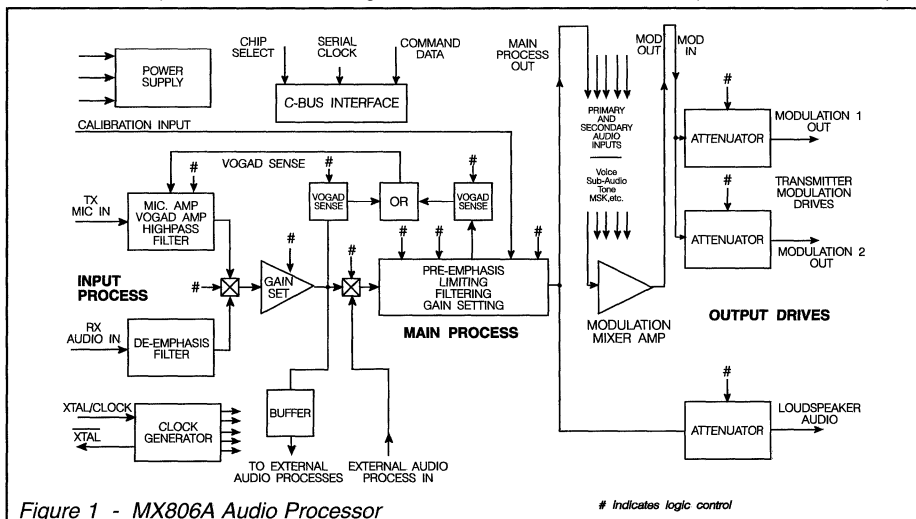 POWER
SUPPLY
CHIP
SELECT
SERIAL
CLOCK
COMMAND
DATA
C-BUS INTERFACE
MAIN
PROCESS
OUT
MOD
OUT
MOD
IN
CALIBRATION INPUT
PRIMARY
AND
SECONDARY
AUDIO
INPUTS
Voice
Sub-Audio
Tone
MSK,etc.
#
ATTENUATOR
MODULATION 1
OUT
VOGAD SENSE
#
#
VOGAD
SENSE
OR
#
VOGAD
SENSE
TX
MIC IN
MIC. AMP
VOGAD AMP
HIGHPASS
FILTER
#
TRANSMITTER
MODULATION
DRIVES
ATTENUATOR
MODULATION 2
OUT
INPUT
PROCESS
#
#
GAIN
SET
#
#
#
#
PRE-EMPHASIS
LIMITING
FILTERING
GAIN SETTING
MAIN PROCESS
MODULATION
MIXER AMP
OUTPUT DRIVES
RX
AUDIO IN
DE-EMPHASIS
FILTER
XTAL/CLOCK
XTAL
CLOCK
GENERATOR
BUFFER
TO EXTERNAL
AUDIO PROCESSES
EXTERNAL AUDIO
PROCESS IN
#
ATTENUATOR
LOUDSPEAKER
AUDIO
Figure 1 - MX806A Audio Processor
# indicates logic control